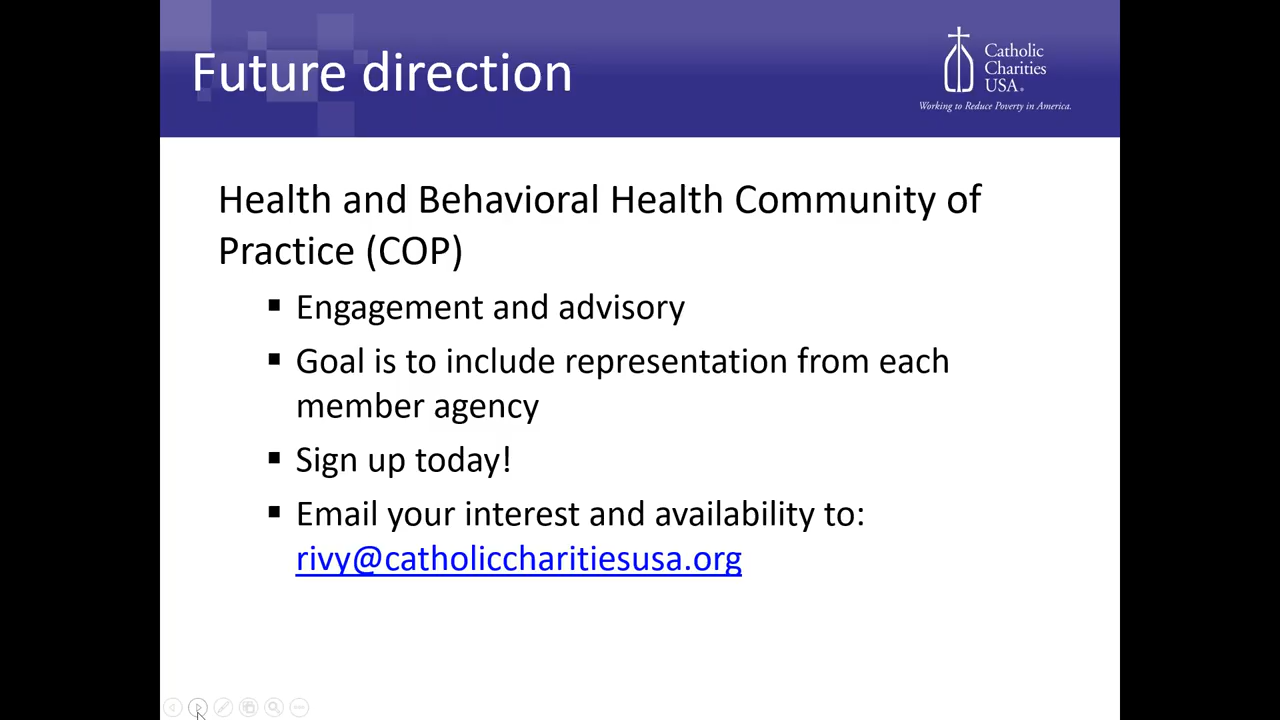 Future direction
Catholic
Charities
USA®
Working to Reduce Poverty in America.
Health and Behavioral Health Community of
Practice (COP)
▪ Engagement and advisory
▪ Goal is to include representation from each
member agency
▪ Sign up today!
▪ Email your interest and availability to:
rivy@catholiccharitiesusa.org